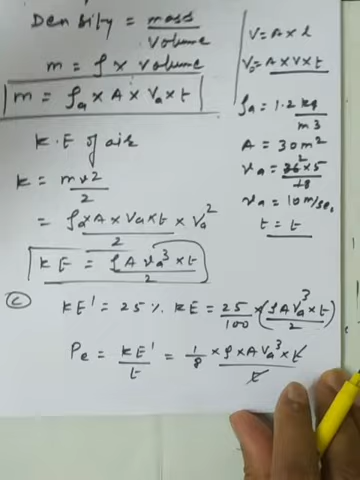 Density = mass / Volume
m = ρ × Volume
m = ρa × A × Va × t
K.E of air
K = mv2 / 2
= ρa × A × Va × t / 2 × Va²
KE = ρ A Va³ × t / 2
(c) KE' = 25 % KE = 25/100 × (ρ A Va³ × t / 2)
Pe = KE' / t = 1/8 × ρ × A Va³ × t / t
V = A × l
V = A × V × t
ρa = 1.2 kg / m3
A = 30m²
va = 36 2 × 5 / 18
va = 10 m/sec
t = t